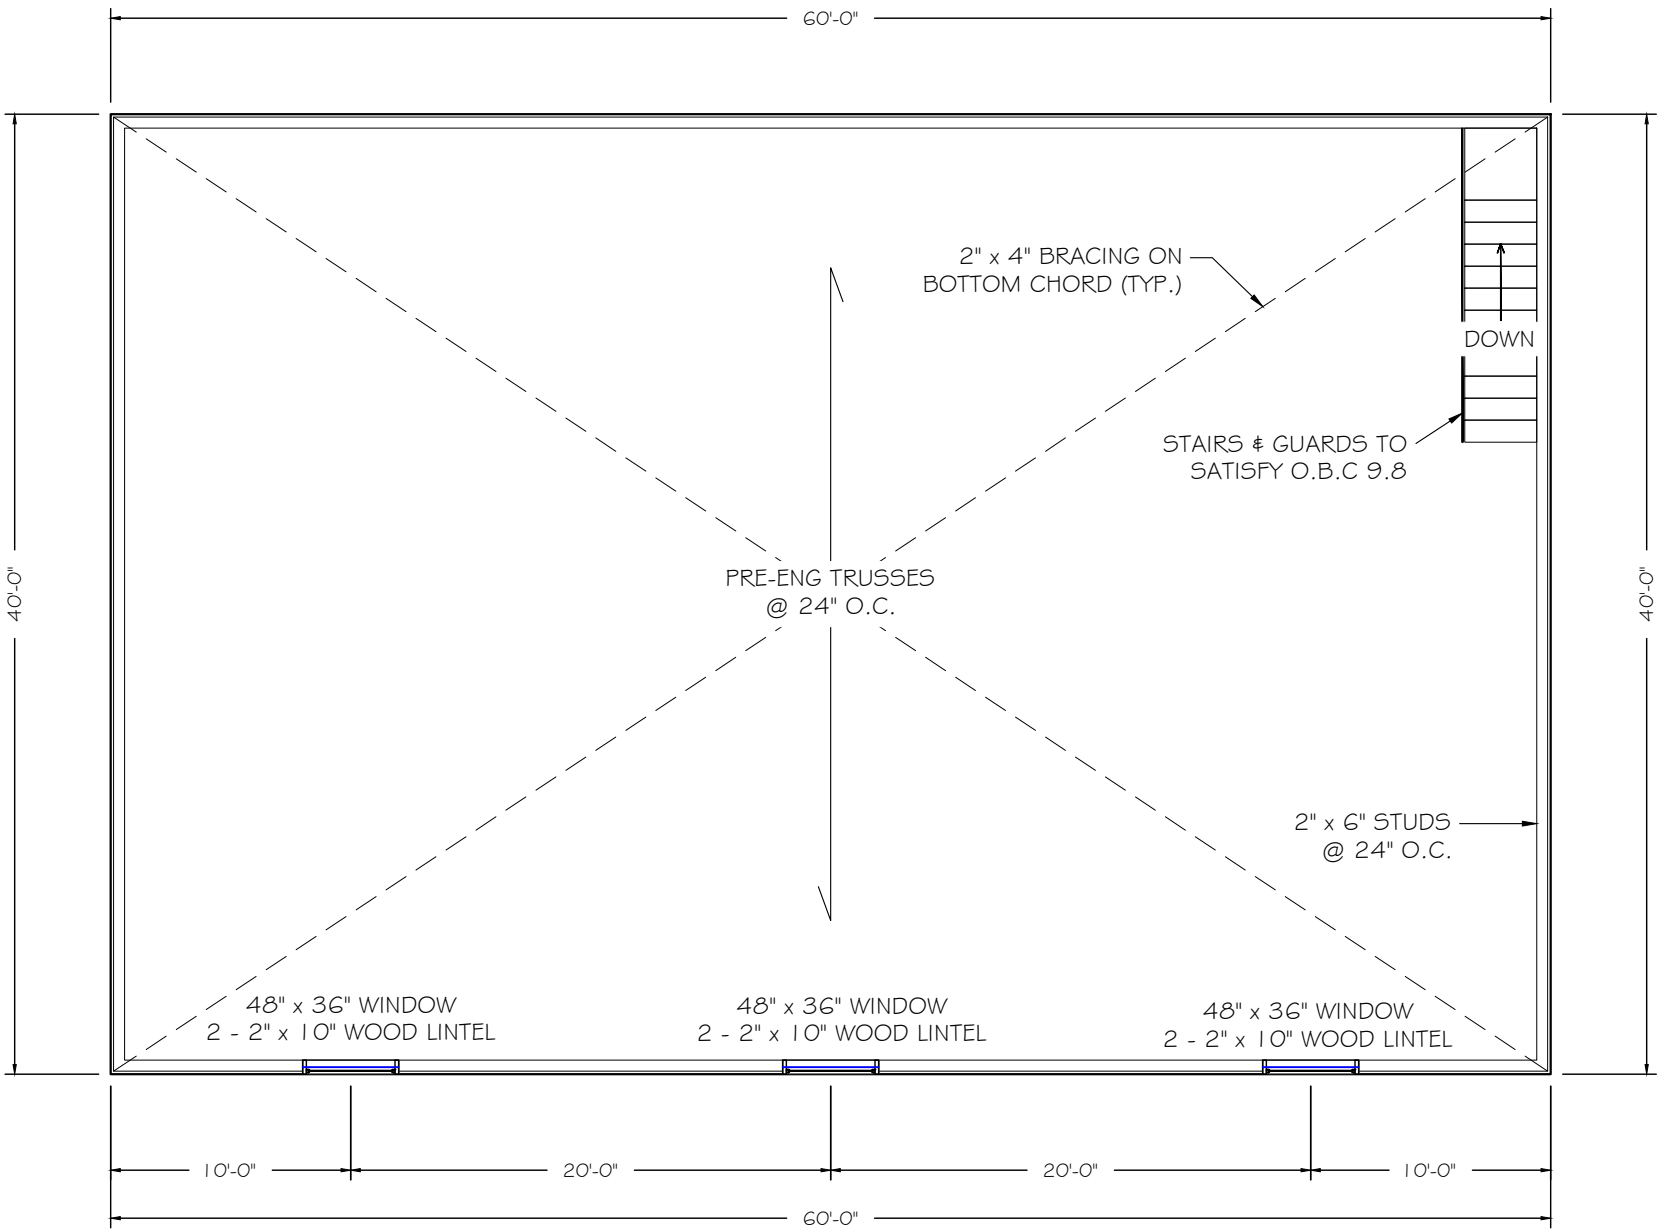 60'-0"
2" x 4" BRACING ON
BOTTOM CHORD (TYP.)
DOWN
STAIRS & GUARDS TO
SATISFY O.B.C 9.8
40'-0"
PRE-ENG TRUSSES
@ 24" O.C.
40'-0"
2" x 6" STUDS
@ 24" O.C.
48" x 36" WINDOW
2 - 2" x 10" WOOD LINTEL
48" x 36" WINDOW
2 - 2" x 10" WOOD LINTEL
48" x 36" WINDOW
2 - 2" x 10" WOOD LINTEL
10'-0"
20'-0"
20'-0"
10'-0"
60'-0"